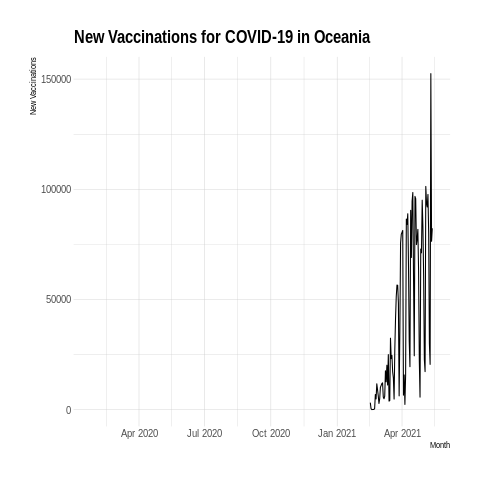 New Vaccinations for COVID-19 in Oceania
New Vaccinations
150000
100000
50000
0
Apr 2020 Jul 2020 Oct 2020 Jan 2021 Apr 2021
Month